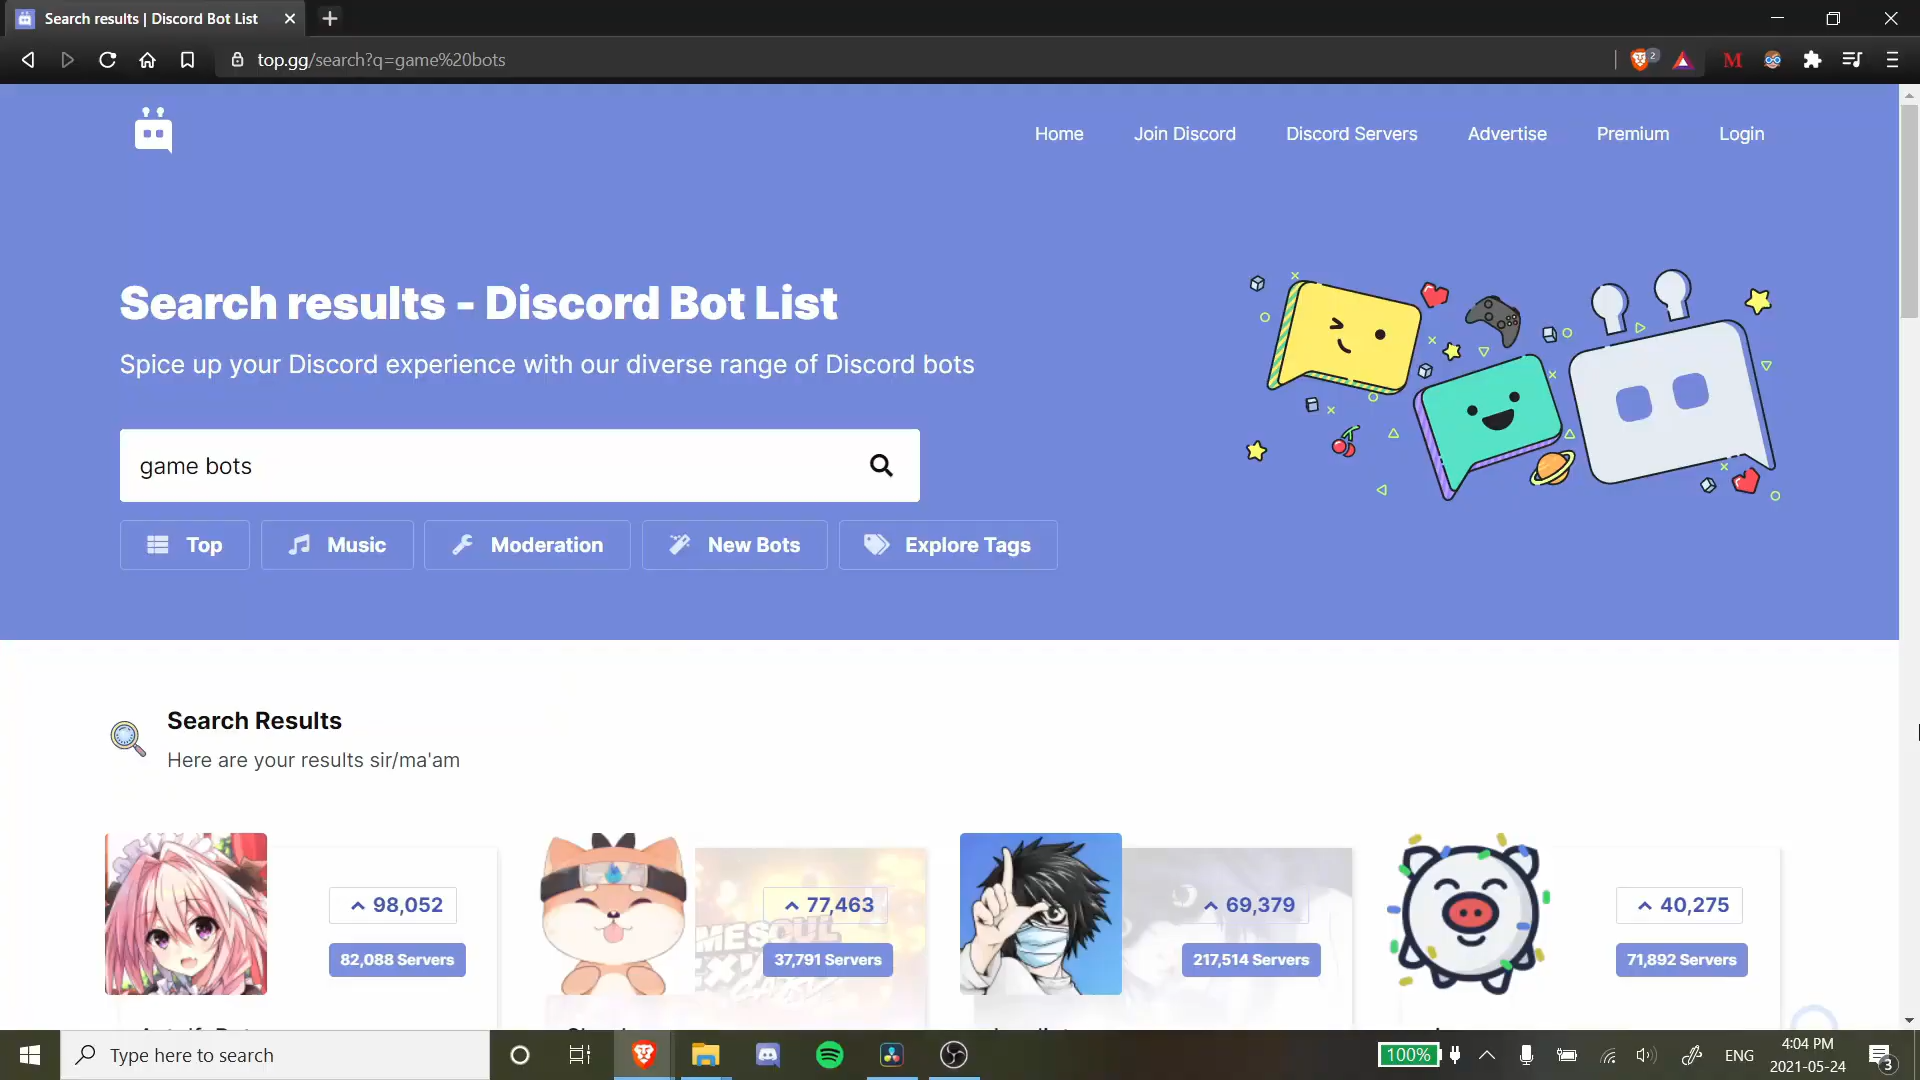 Search results | Discord Bot List
top.gg/search?q=game%20bots
2
M
Home
Join Discord
Discord Servers
Advertise
Premium
Login
Search results - Discord Bot List
Spice up your Discord experience with our diverse range of Discord bots
game bots
Top
Music
Moderation
New Bots
Explore Tags
Search Results
Here are your results sir/ma'am
98,052
82,088 Servers
77,463
37,791 Servers
69,379
217,514 Servers
40,275
71,892 Servers
Type here to search
100%
ENG
4:04 PM
2021-05-24
3